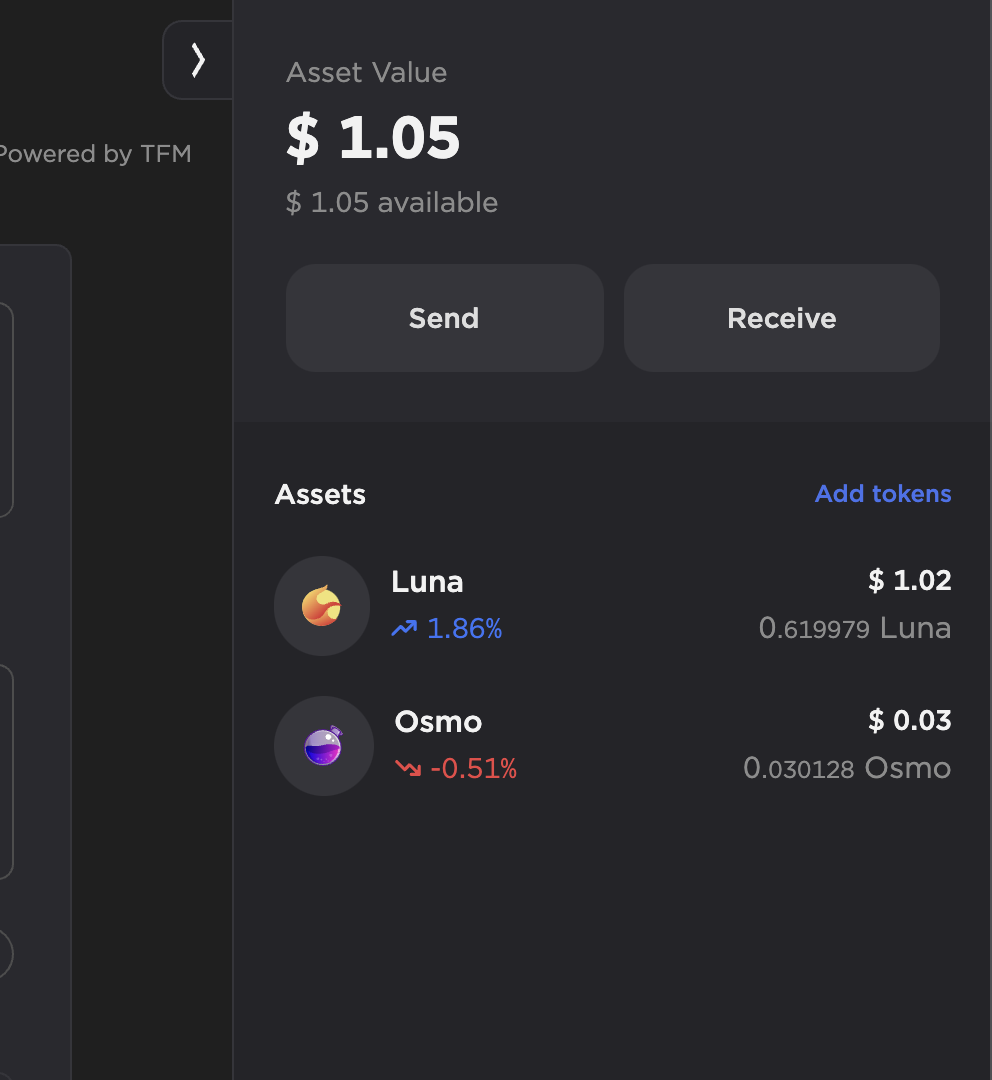 Powered by TFM
Asset Value
$ 1.05
$ 1.05 available
Send
Receive
Assets
Add tokens
Luna
$ 1.02
1.86%
0.619979 Luna
Osmo
$ 0.03
-0.51%
0.030128 Osmo